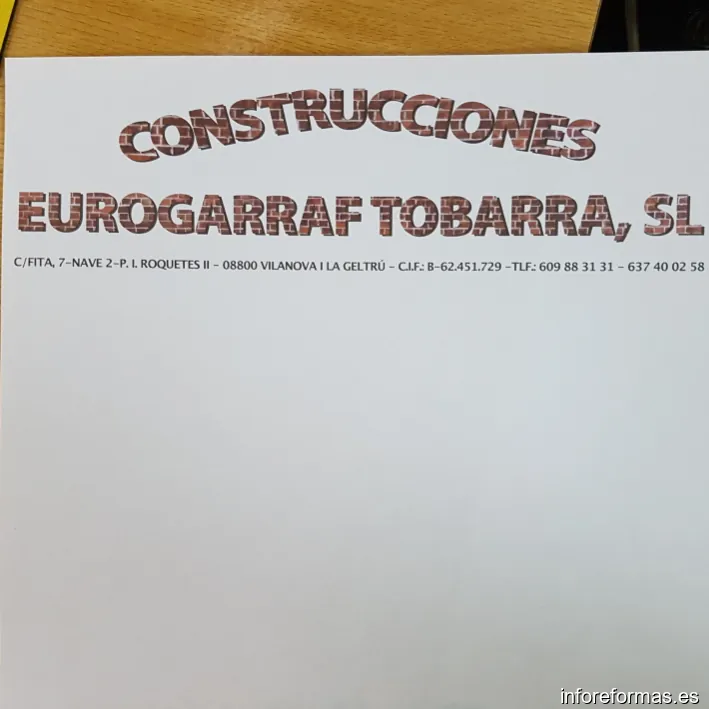 CONSTRUCCIONES
EUROGARRAF TOBARRA, SL
C/FITA, 7-NAVE 2-P. I. ROQUETES II - 08800 VILANOVA I LA GELTRÚ - C.I.F.: B-62.451.729 -TLF.: 609 88 31 31 - 637 40 02 58
inforeformas.es